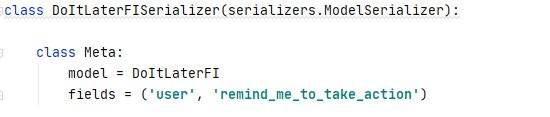 class DoItLaterFISerializer(serializers.ModelSerializer):
    class Meta:
        model = DoItLaterFI
        fields = ('user', 'remind_me_to_take_action')